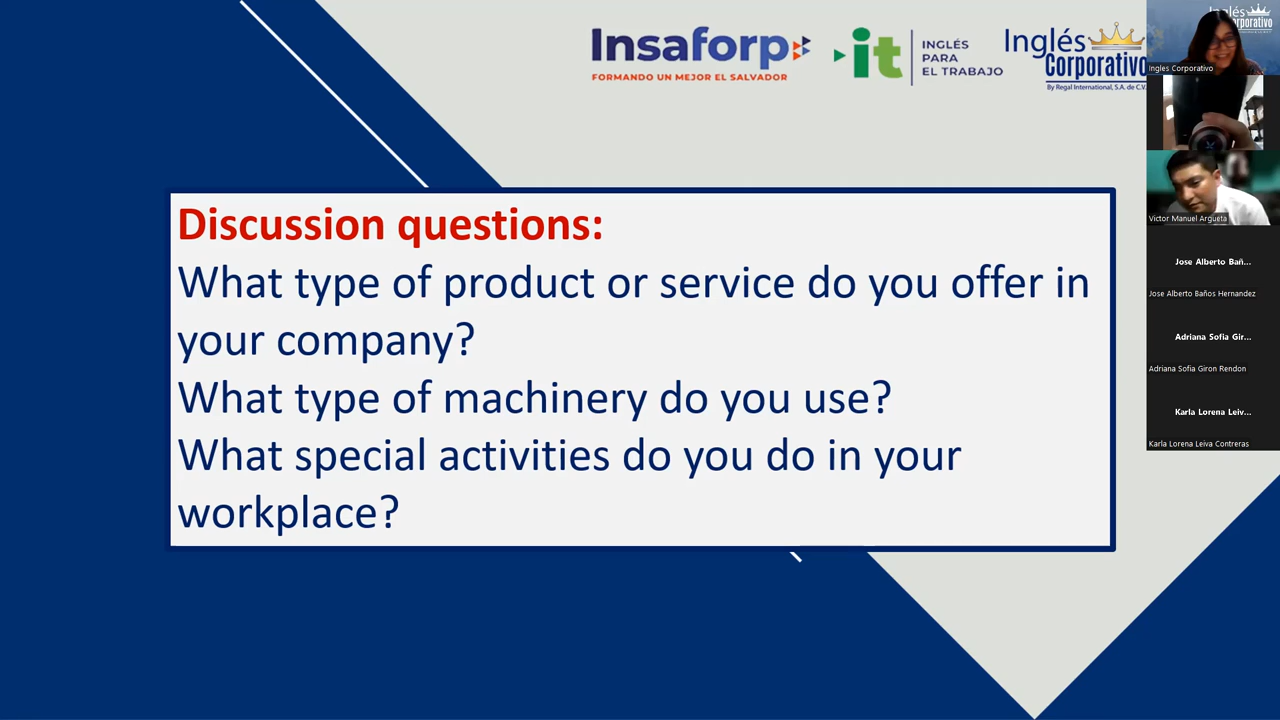 Insaforp
FORMANDO UN MEJOR EL SALVADOR
it
INGLÉS
PARA
EL TRABAJO
Inglés
Corporativo
By Regal International, S.A. de C.V.
Discussion questions:
What type of product or service do you offer in
your company?
What type of machinery do you use?
What special activities do you do in your
workplace?
Ingles Corporativo
Victor Manuel Argueta
Jose Alberto Bañ...
Jose Alberto Baños Hernandez
Adriana Sofia Gir...
Adriana Sofia Giron Rendon
Karla Lorena Leiv...
Karla Lorena Leiva Contreras